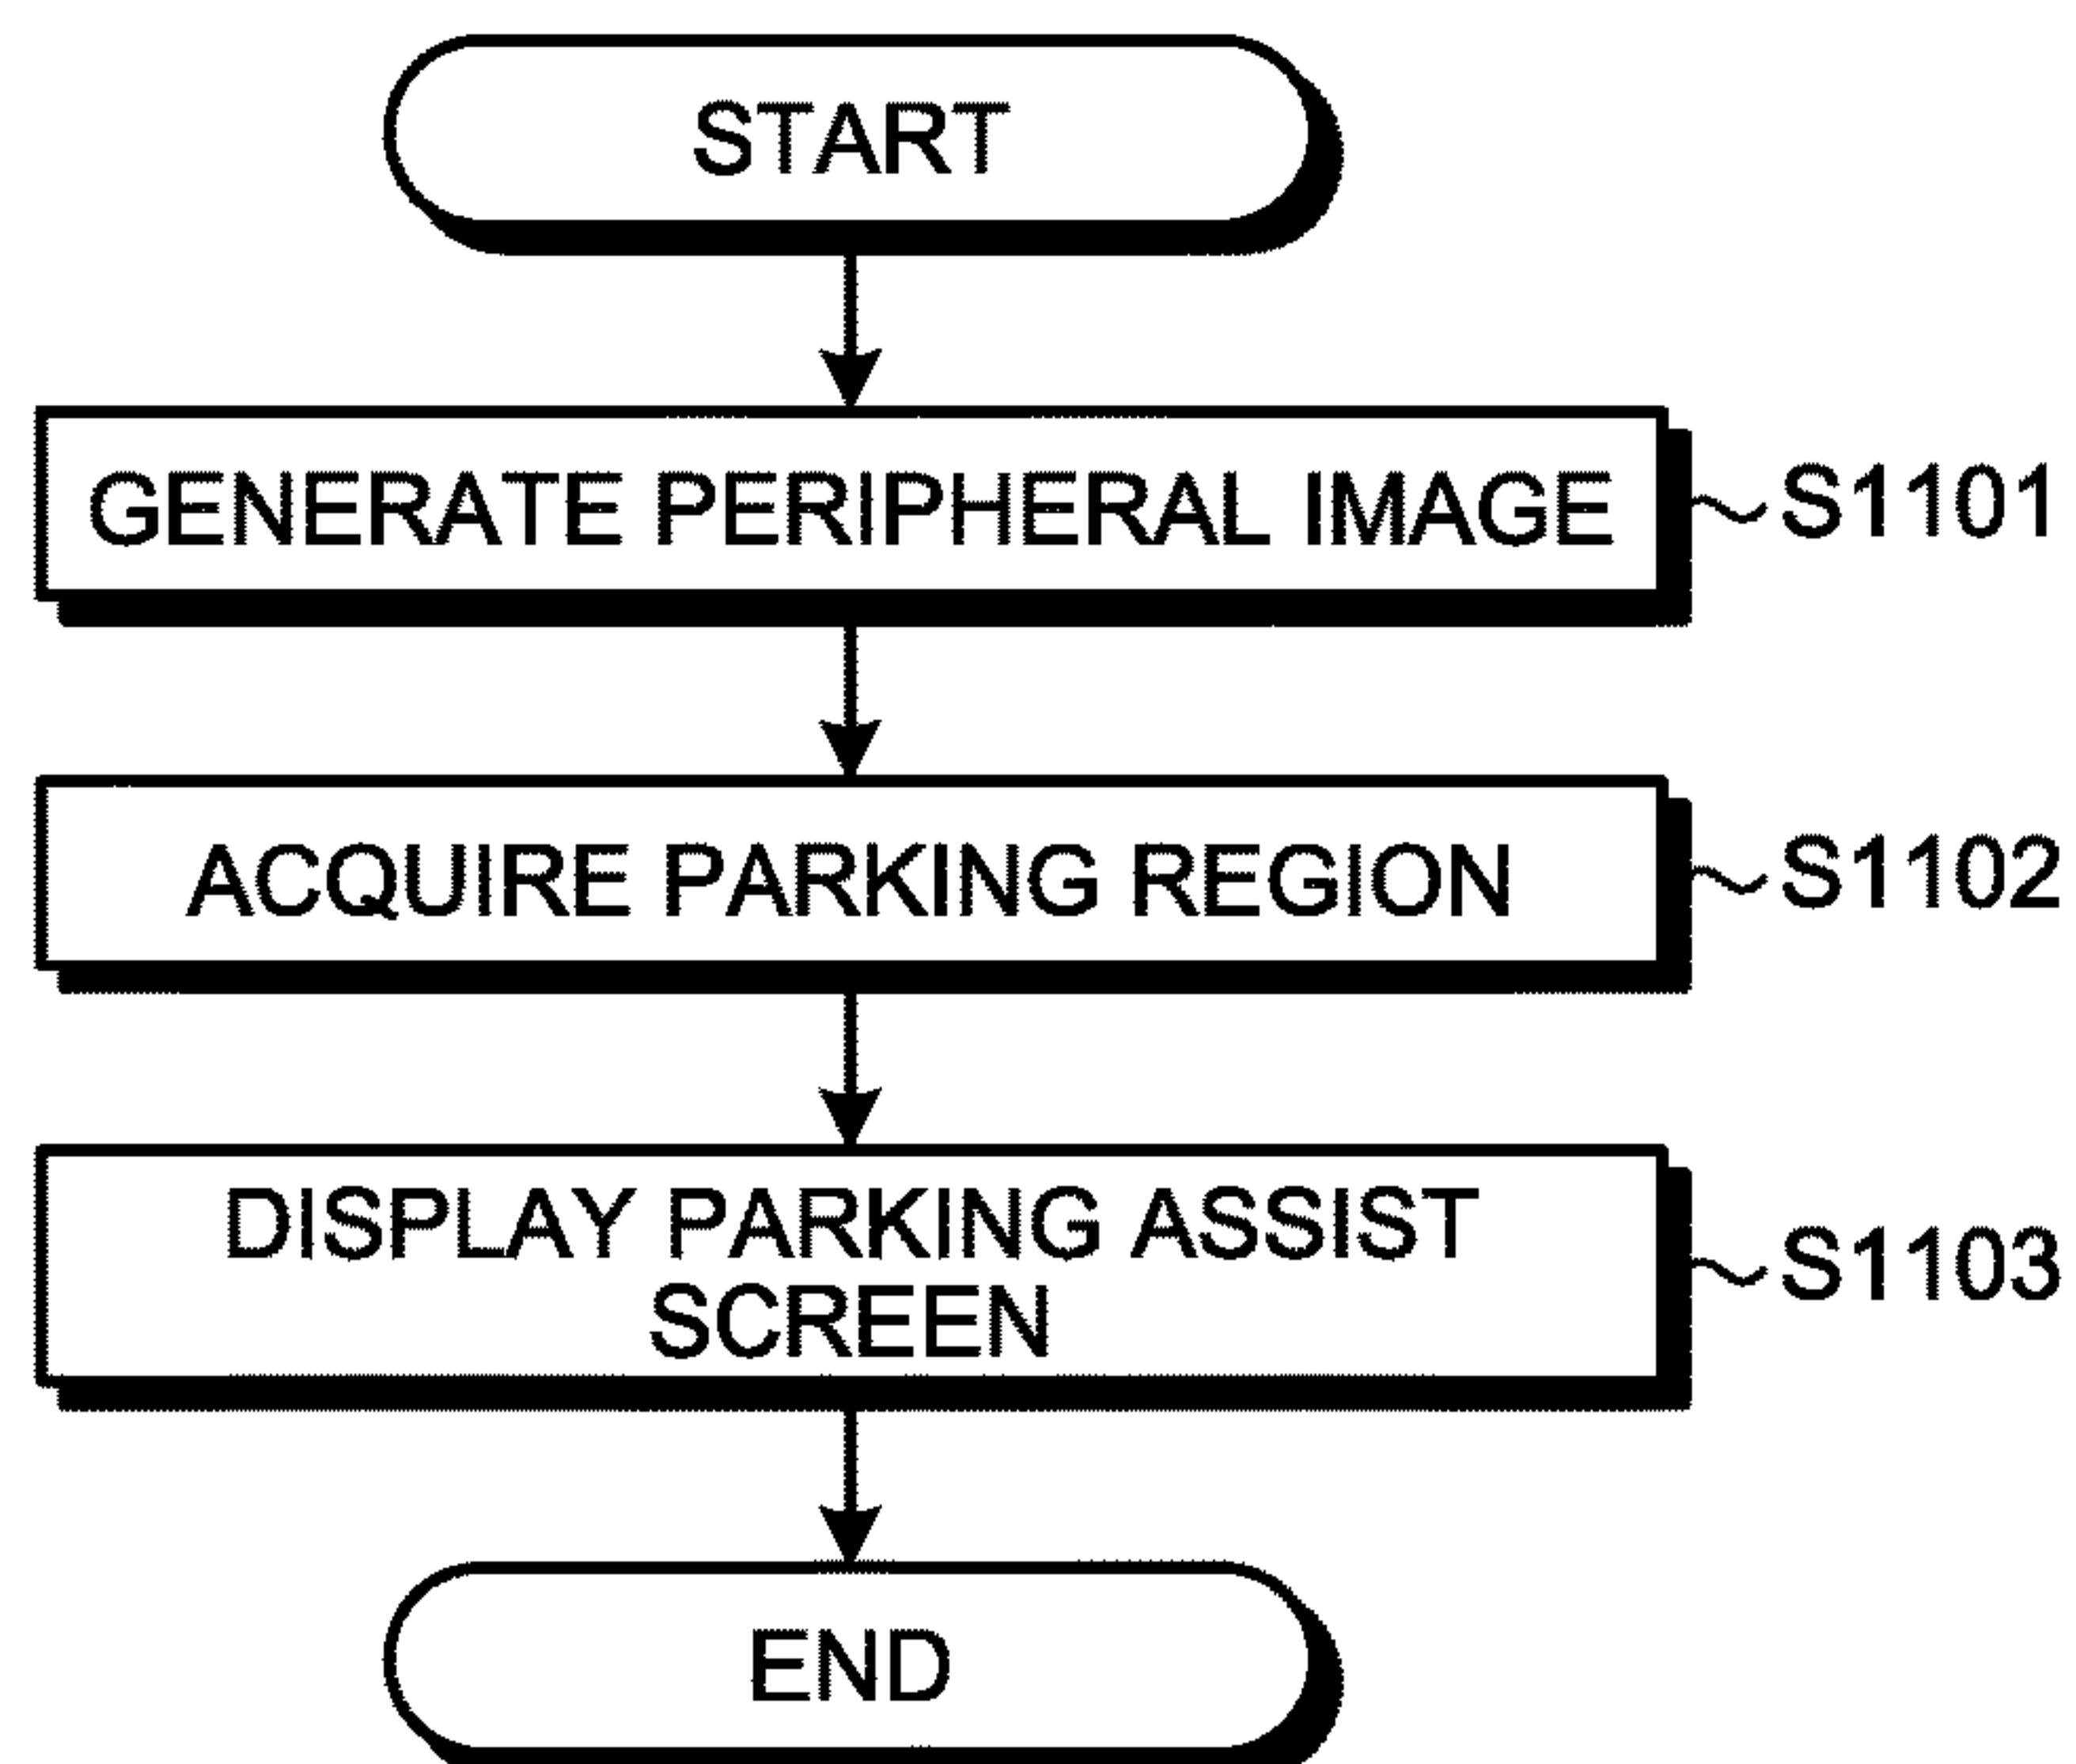 START
GENERATE PERIPHERAL IMAGE
S1101
ACQUIRE PARKING REGION
S1102
DISPLAY PARKING ASSIST
SCREEN
S1103
END